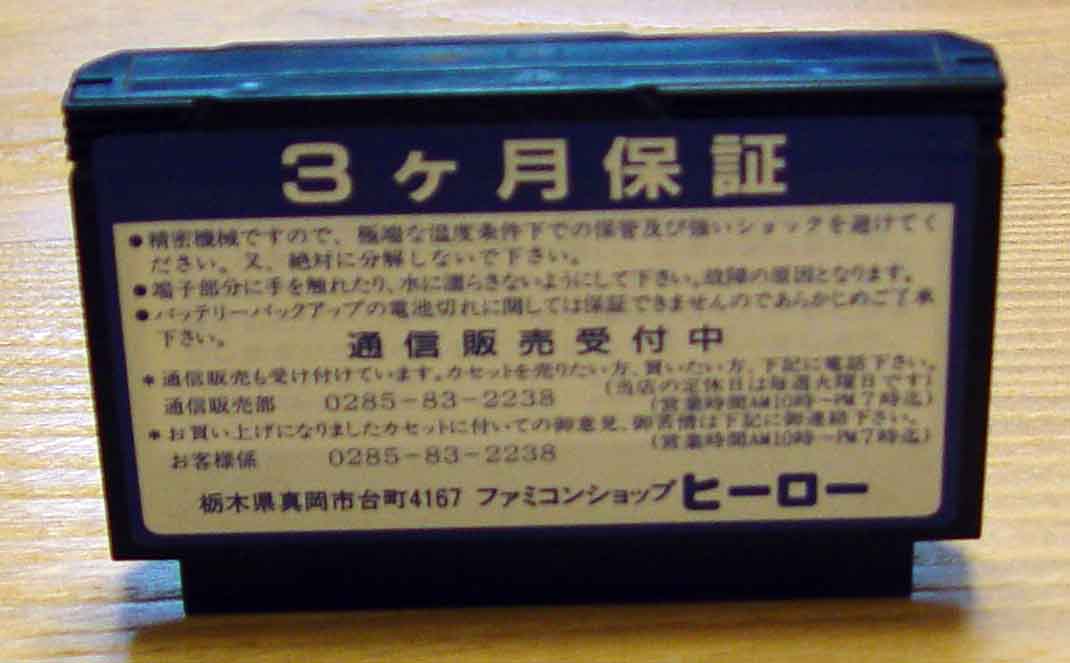 3ヶ月保証
●精密機械ですので、極端な温度条件下での保管及び強いショックを避けてく
ださい。又、絶対に分解しないで下さい。
●端子部分に手を触れたり、水に濡らさないようにして下さい。故障の原因となります。
●バッテリーバックアップの電池切れに関しては保証できませんのであらかじめご了承
下さい。
通信販売受付中
*通信販売も受け付けています。カセットを売りたい方、買いたい方、下記に電話下さい。
(当店の定休日は毎週火曜日です)
通信販売部 0285-83-2238 (営業時間AM10時〜PM7時迄)
*お買い上げになりましたカセットに付いての御意見、御苦情は下記に御連絡下さい。
お客様係 0285-83-2238 (営業時間AM10時〜PM7時迄)
栃木県真岡市台町4167 ファミコンショップ ヒーロー